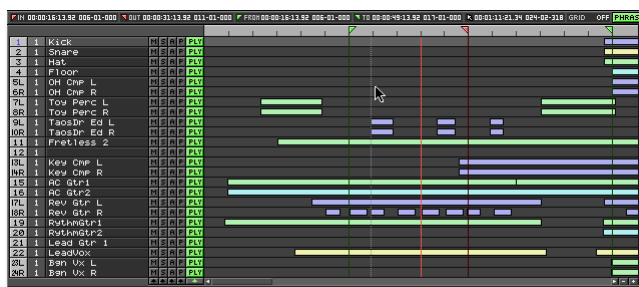 IN 00:00:16:13.92 006-01-000 OUT 00:00:31:13.92 011-01-000 FROM 00:00:16:13.92 006-01-000 TO 00:00:49:13.92 017-01-000 00:01:11:21.34 024-02-318 GRID OFF PHRAS
1 1 Kick M S A P PLY
2 1 Snare M S A P PLY
3 1 Hat M S A P PLY
4 1 Floor M S A P PLY
5L 1 OH Cmp L M S A P PLY
6R 1 OH Cmp R M S A P PLY
7L 1 Toy Perc L M S A P PLY
8R 1 Toy Perc R M S A P PLY
9L 1 TaosDr Ed L M S A P PLY
10R 1 TaosDr Ed R M S A P PLY
11 1 Fretless 2 M S A P PLY
12 1 M S A P PLY
13L 1 Key Cmp L M S A P PLY
14R 1 Key Cmp R M S A P PLY
15 1 AC Gtr1 M S A P PLY
16 1 AC Gtr2 M S A P PLY
17L 1 Rev Gtr L M S A P PLY
18R 1 Rev Gtr R M S A P PLY
19 1 RythmGtr1 M S A P PLY
20 1 RythmGtr2 M S A P PLY
21 1 Lead Gtr 1 M S A P PLY
22 1 LeadVox M S A P PLY
23L 1 Bgn Vx L M S A P PLY
24R 1 Bgn Vx R M S A P PLY